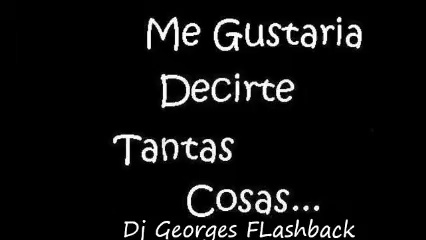 Me Gustaria
Decirte
Tantas
Cosas...
Dj Georges FLashback